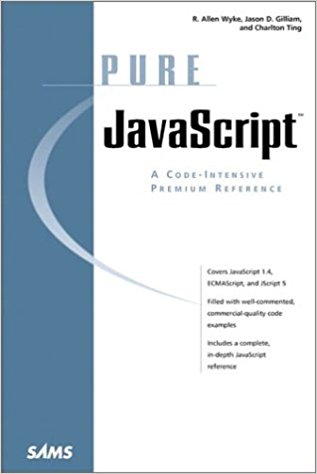 R. Allen Wyke, Jason D. Gilliam,
and Charlton Ting
PURE
JavaScript™
A Code-Intensive
Premium Reference
Covers JavaScript 1.4,
ECMAScript, and JScript 5
Filled with well-commented,
commercial-quality code
examples
Includes a complete,
in-depth JavaScript
reference
SAMS